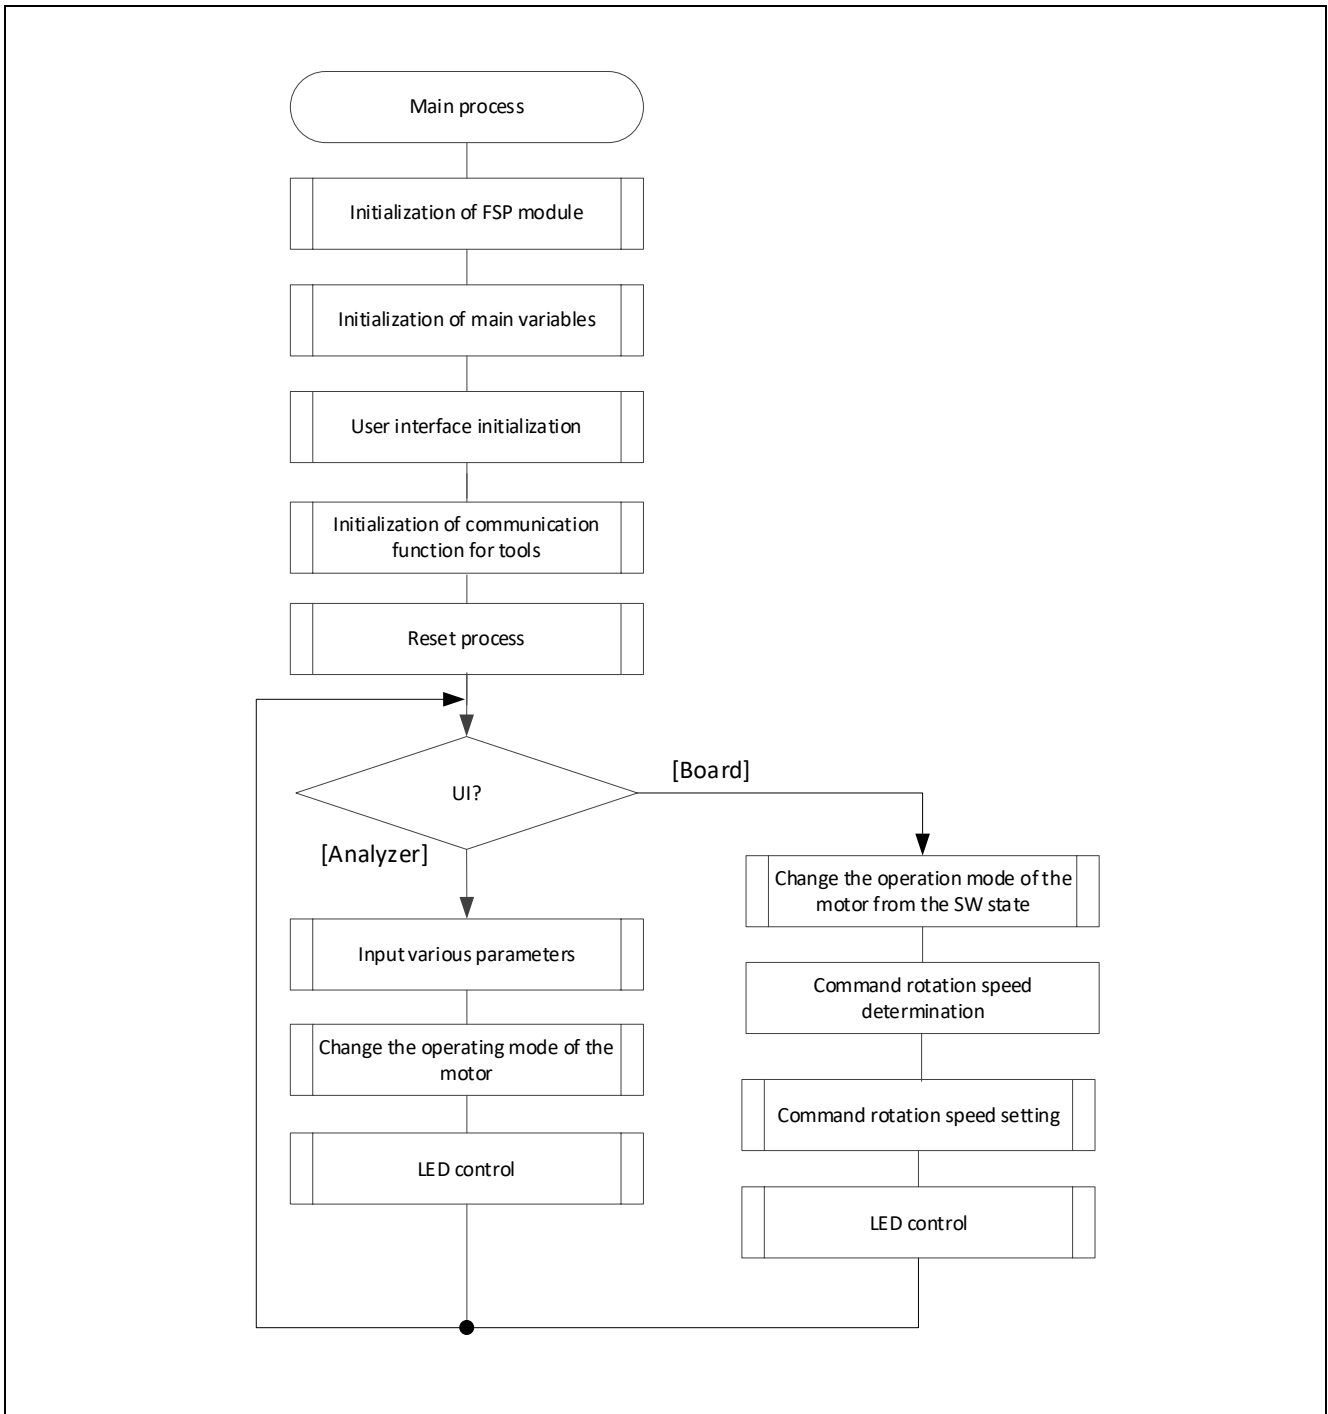 Main process
Initialization of FSP module
Initialization of main variables
User interface initialization
Initialization of communication
function for tools
Reset process
UI?
[Board]
[Analyzer]
Change the operation mode of the
motor from the SW state
Input various parameters
Command rotation speed
determination
Change the operating mode of the
motor
Command rotation speed setting
LED control
LED control